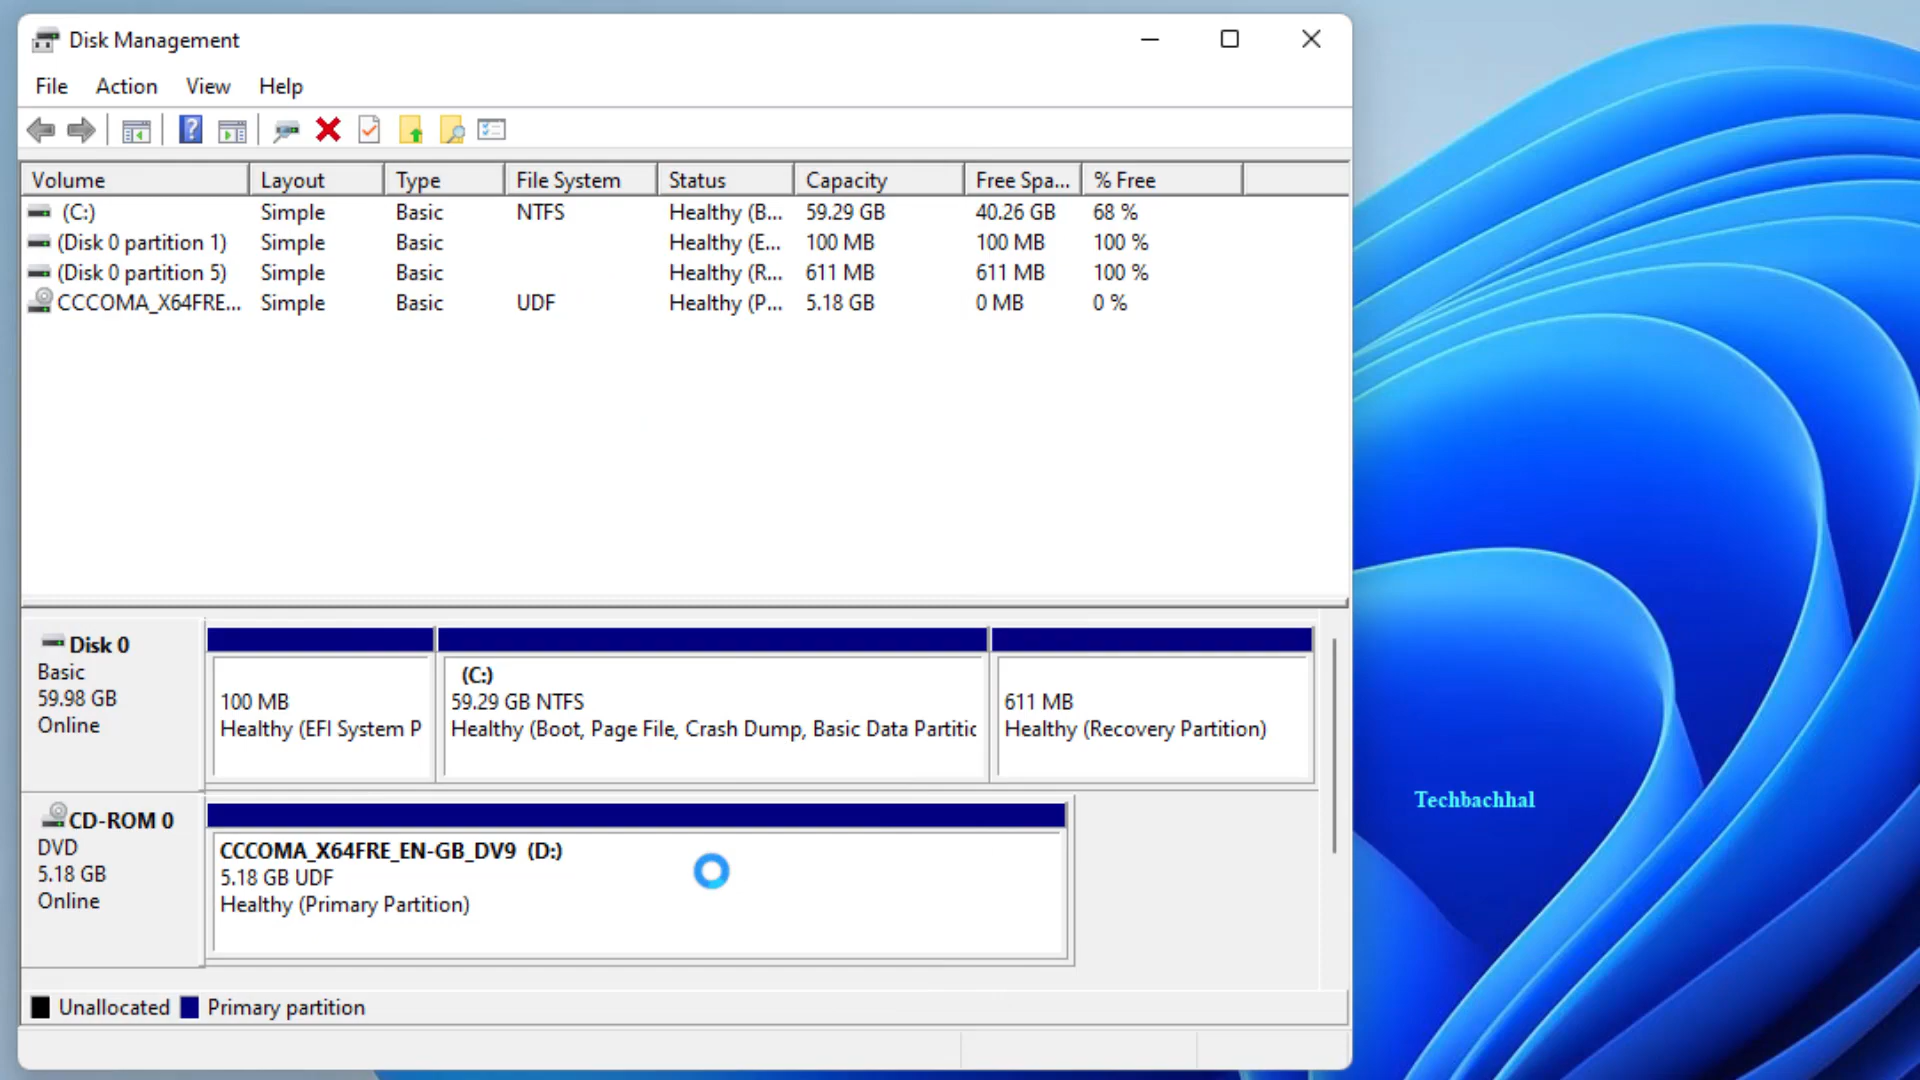 Disk Management
File Action View Help
Volume Layout Type File System Status Capacity Free Spa... % Free
(C:) Simple Basic NTFS Healthy (B... 59.29 GB 40.26 GB 68 %
(Disk 0 partition 1) Simple Basic Healthy (E... 100 MB 100 MB 100 %
(Disk 0 partition 5) Simple Basic Healthy (R... 611 MB 611 MB 100 %
CCCOMA_X64FRE... Simple Basic UDF Healthy (P... 5.18 GB 0 MB 0 %
Disk 0
Basic
59.98 GB
Online
100 MB
Healthy (EFI System P
(C:)
59.29 GB NTFS
Healthy (Boot, Page File, Crash Dump, Basic Data Partitic
611 MB
Healthy (Recovery Partition)
CD-ROM 0
DVD
5.18 GB
Online
CCCOMA_X64FRE_EN-GB_DV9 (D:)
5.18 GB UDF
Healthy (Primary Partition)
Unallocated Primary partition
Techbachhal